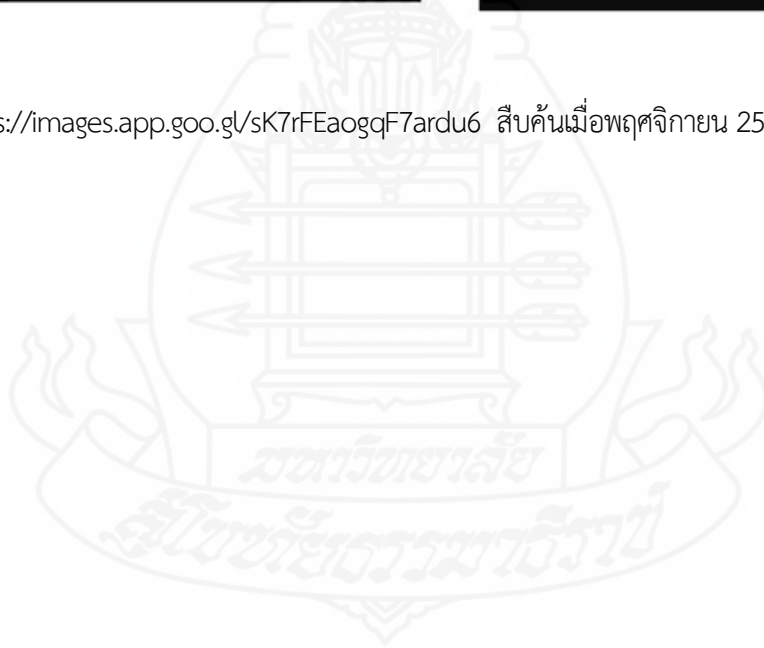 s://images.app.goo.gl/sK7rFEaogqF7ardu6 สืบค้นเมื่อพฤศจิกายน 25
มหาวิทยาลัย
สุโขทัยธรรมาธิราช